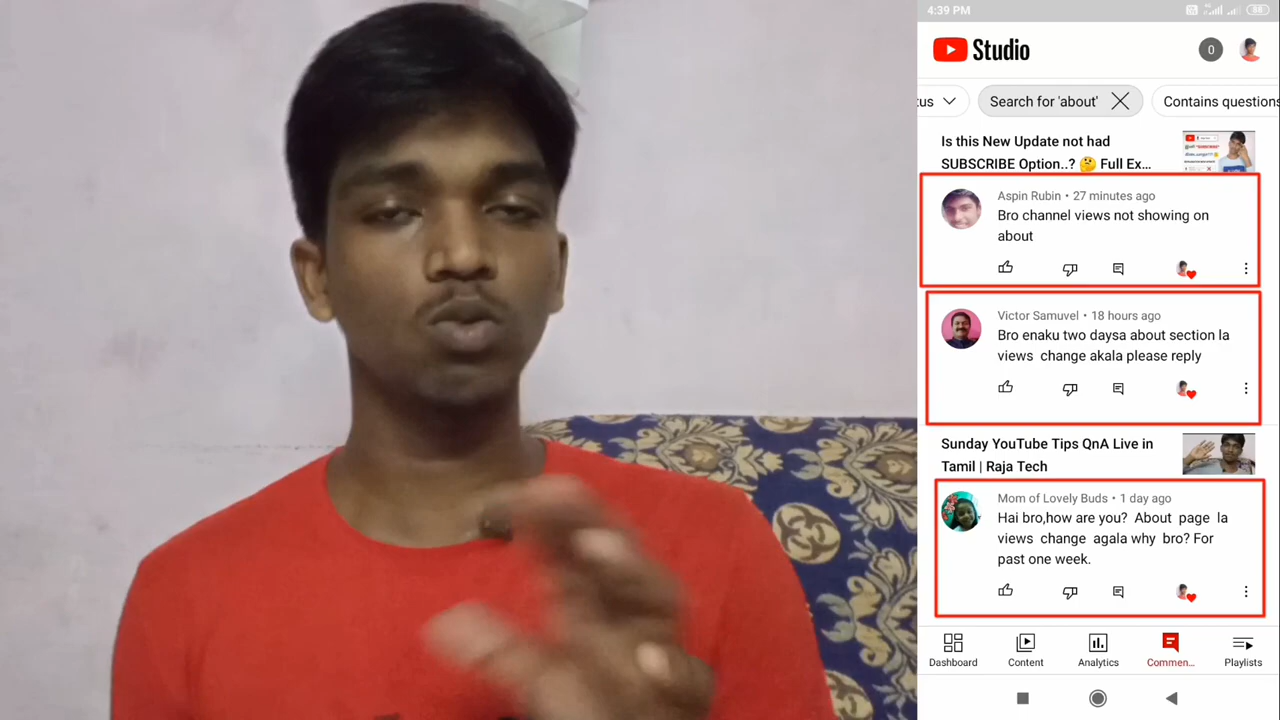 4:39 PM
Studio
0
tus
Search for 'about'
Contains questions
Is this New Update not had
SUBSCRIBE Option..? 🤔 Full Ex...
Aspin Rubin • 27 minutes ago
Bro channel views not showing on
about
Victor Samuvel • 18 hours ago
Bro enaku two daysa about section la
views change akala please reply
Sunday YouTube Tips QnA Live in
Tamil | Raja Tech
Mom of Lovely Buds • 1 day ago
Hai bro,how are you? About page la
views change agala why bro? For
past one week.
Dashboard
Content
Analytics
Commen...
Playlists